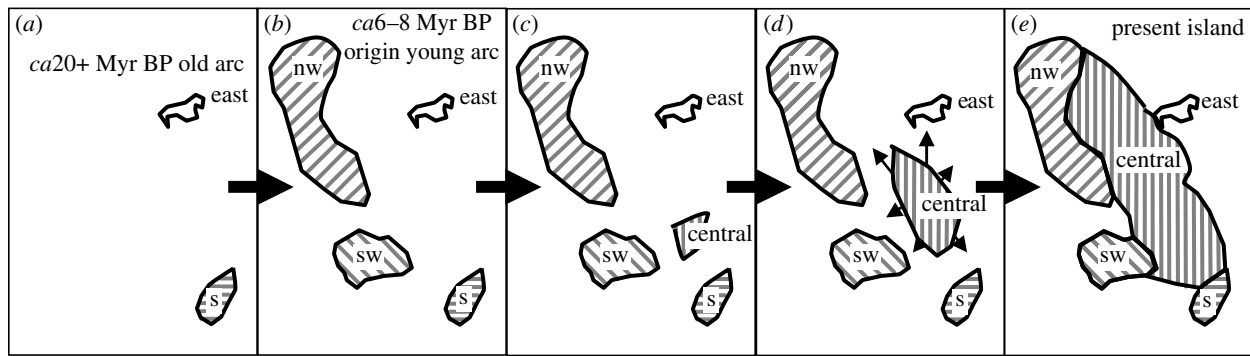 (a)
ca20+ Myr BP old arc
east
s
(b)
ca6–8 Myr BP
origin young arc
nw
east
sw
s
(c)
nw
east
central
sw
s
(d)
nw
east
central
sw
s
(e)
present island
nw
east
central
sw
s